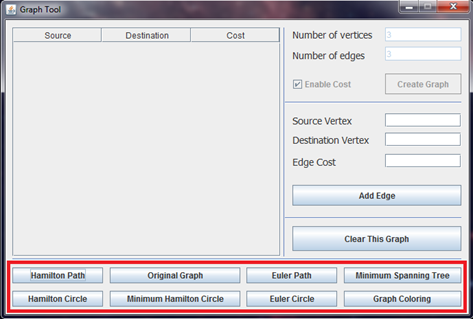 Graph Tool
Source Destination Cost
Number of vertices 3
Number of edges 3
Enable Cost Create Graph
Source Vertex
Destination Vertex
Edge Cost
Add Edge
Clear This Graph
Hamilton Path Original Graph Euler Path Minimum Spanning Tree
Hamilton Circle Minimum Hamilton Circle Euler Circle Graph Coloring